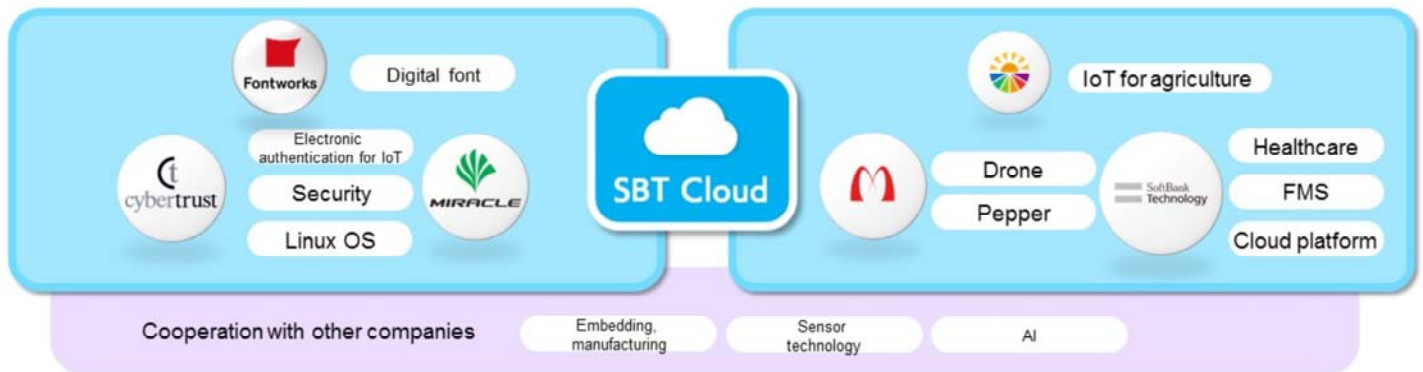 Fontworks
Digital font
Electronic
authentication for IoT
cybertrust
Security
MIRACLE
Linux OS
SBT Cloud
IoT for agriculture
Drone
Pepper
SoftBank
Technology
Healthcare
FMS
Cloud platform
Cooperation with other companies
Embedding,
manufacturing
Sensor
technology
AI